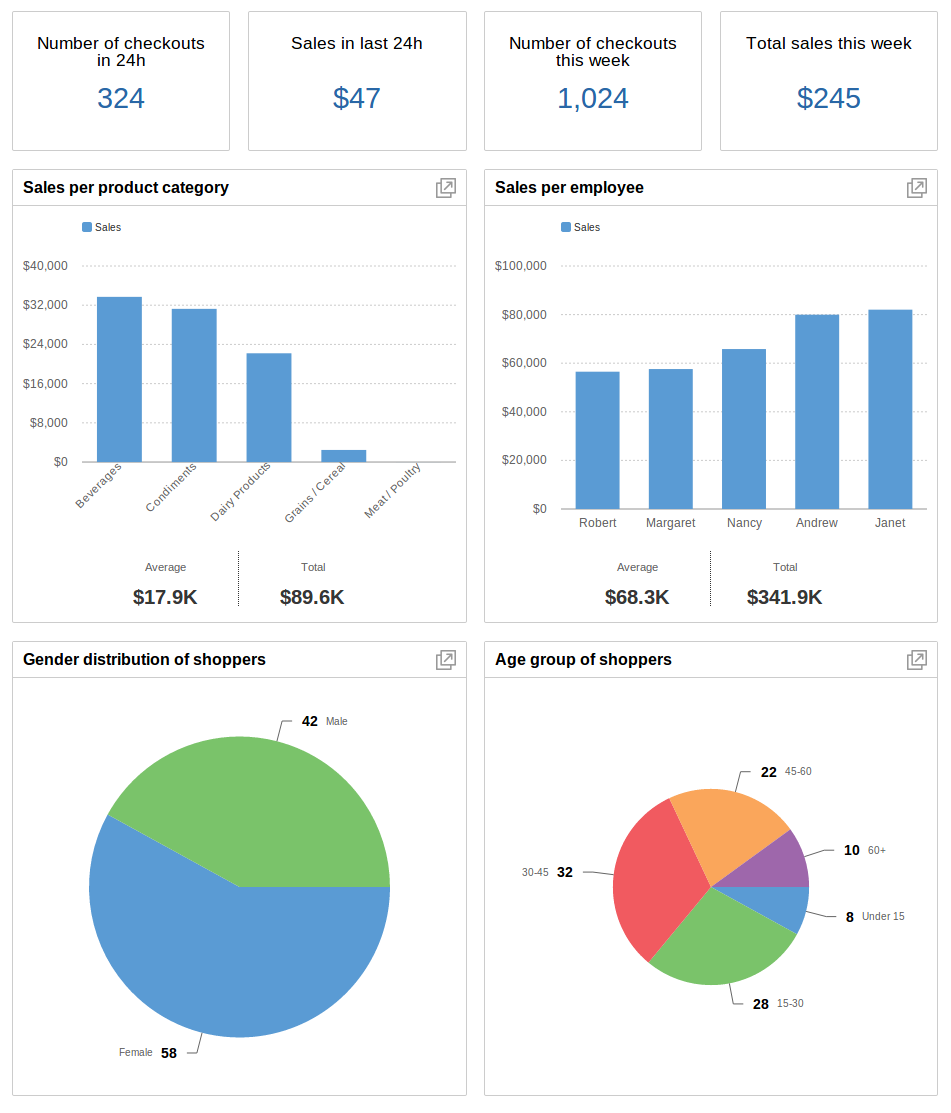 Number of checkouts
in 24h
324
Sales in last 24h
$47
Number of checkouts
this week
1,024
Total sales this week
$245
Sales per product category
Sales
$40,000
$32,000
$24,000
$16,000
$8,000
$0
Beverages
Condiments
Dairy Products
Grains / Cereal
Meat / Poultry
Average
$17.9K
Total
$89.6K
Sales per employee
Sales
$100,000
$80,000
$60,000
$40,000
$20,000
$0
Robert
Margaret
Nancy
Andrew
Janet
Average
$68.3K
Total
$341.9K
Gender distribution of shoppers
42 Male
Female 58
Age group of shoppers
22 45-60
10 60+
30-45 32
8 Under 15
28 15-30